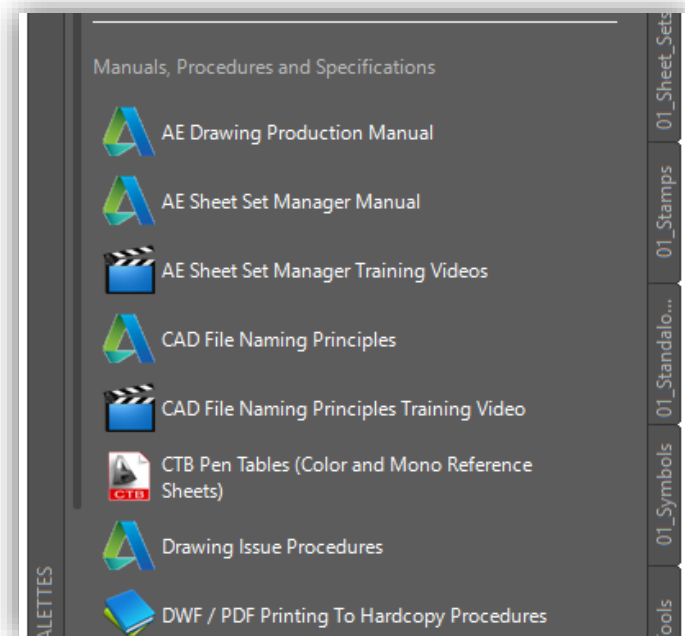 Manuals, Procedures and Specifications
AE Drawing Production Manual
AE Sheet Set Manager Manual
AE Sheet Set Manager Training Videos
CAD File Naming Principles
CAD File Naming Principles Training Video
CTB Pen Tables (Color and Mono Reference
Sheets)
CTB
Drawing Issue Procedures
DWF / PDF Printing To Hardcopy Procedures
01_Sheet_Sets
01_Stamps
01_Standalo...
01_Symbols